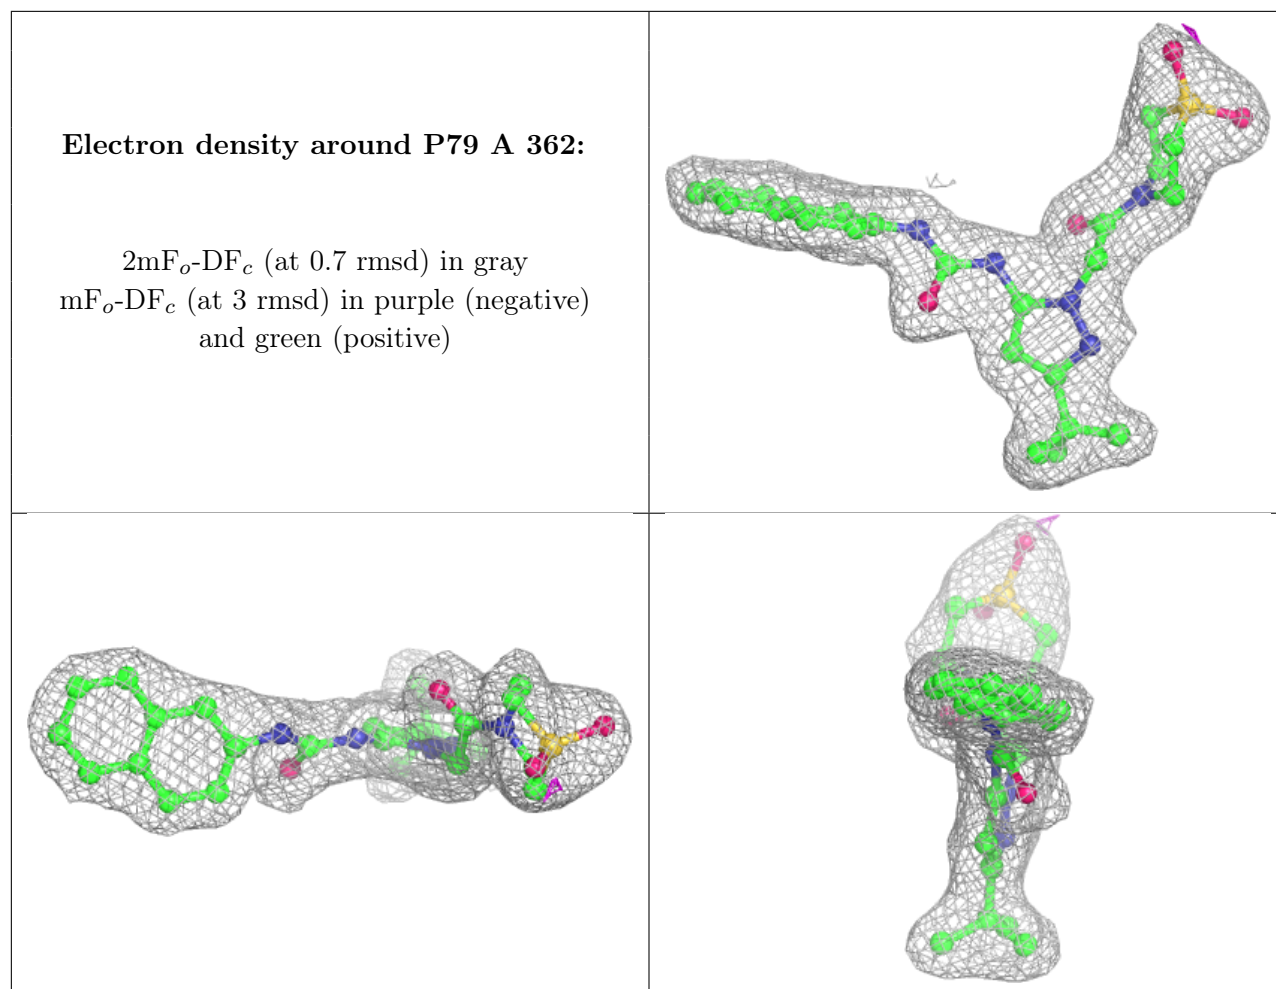 Electron density around P79 A 362:
2mFo-DFc (at 0.7 rmsd) in gray
mFo-DFc (at 3 rmsd) in purple (negative)
and green (positive)